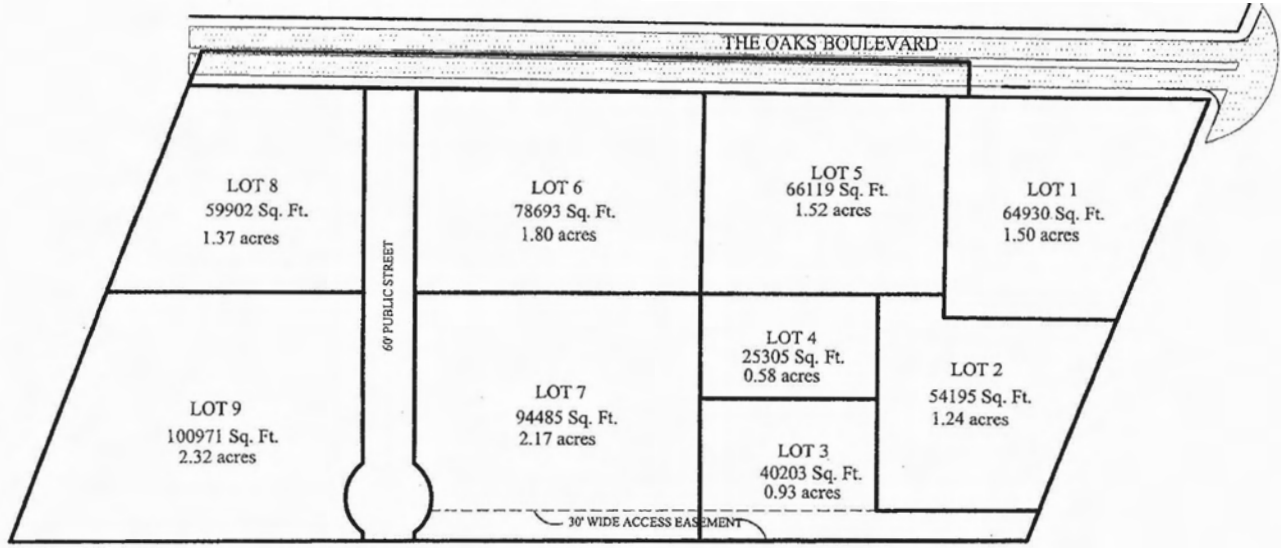 THE OAKS BOULEVARD
LOT 8
59902 Sq. Ft.
1.37 acres
LOT 6
78693 Sq. Ft.
1.80 acres
LOT 5
66119 Sq. Ft.
1.52 acres
LOT 1
64930 Sq. Ft.
1.50 acres
60' PUBLIC STREET
LOT 9
100971 Sq. Ft.
2.32 acres
LOT 7
94485 Sq. Ft.
2.17 acres
LOT 4
25305 Sq. Ft.
0.58 acres
LOT 3
40203 Sq. Ft.
0.93 acres
LOT 2
54195 Sq. Ft.
1.24 acres
30' WIDE ACCESS EASEMENT